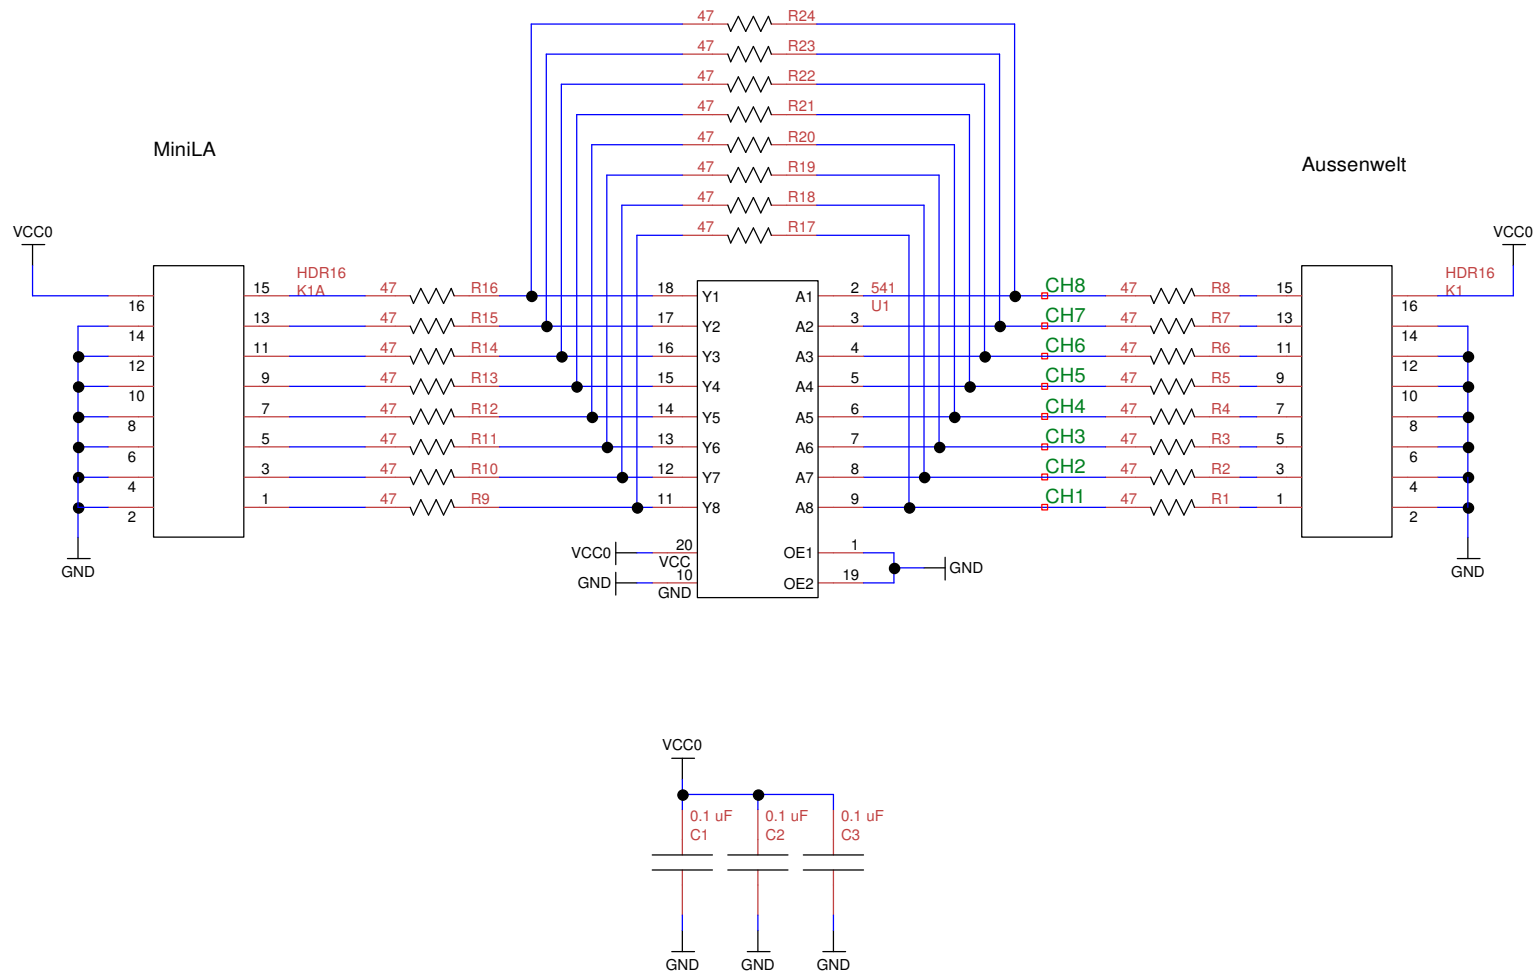 47 R24
47 R23
47 R22
47 R21
47 R20
47 R19
47 R18
47 R17
MiniLA
Aussenwelt
VCC0
VCC0
HDR16
K1A
HDR16
K1
16 15 47 R16 18 Y1 A1 2 541 CH8 47 R8 15 16
U1
14 13 47 R15 17 Y2 A2 3 CH7 47 R7 13 14
12 11 47 R14 16 Y3 A3 4 CH6 47 R6 11 12
10 9 47 R13 15 Y4 A4 5 CH5 47 R5 9 10
8 7 47 R12 14 Y5 A5 6 CH4 47 R4 7 8
6 5 47 R11 13 Y6 A6 7 CH3 47 R3 5 6
4 3 47 R10 12 Y7 A7 8 CH2 47 R2 3 4
2 1 47 R9 11 Y8 A8 9 CH1 47 R1 1 2
VCC0 20 VCC OE1 1
GND GND GND
GND 10 GND OE2 19
VCC0
0.1 uF 0.1 uF 0.1 uF
C1 C2 C3
GND GND GND